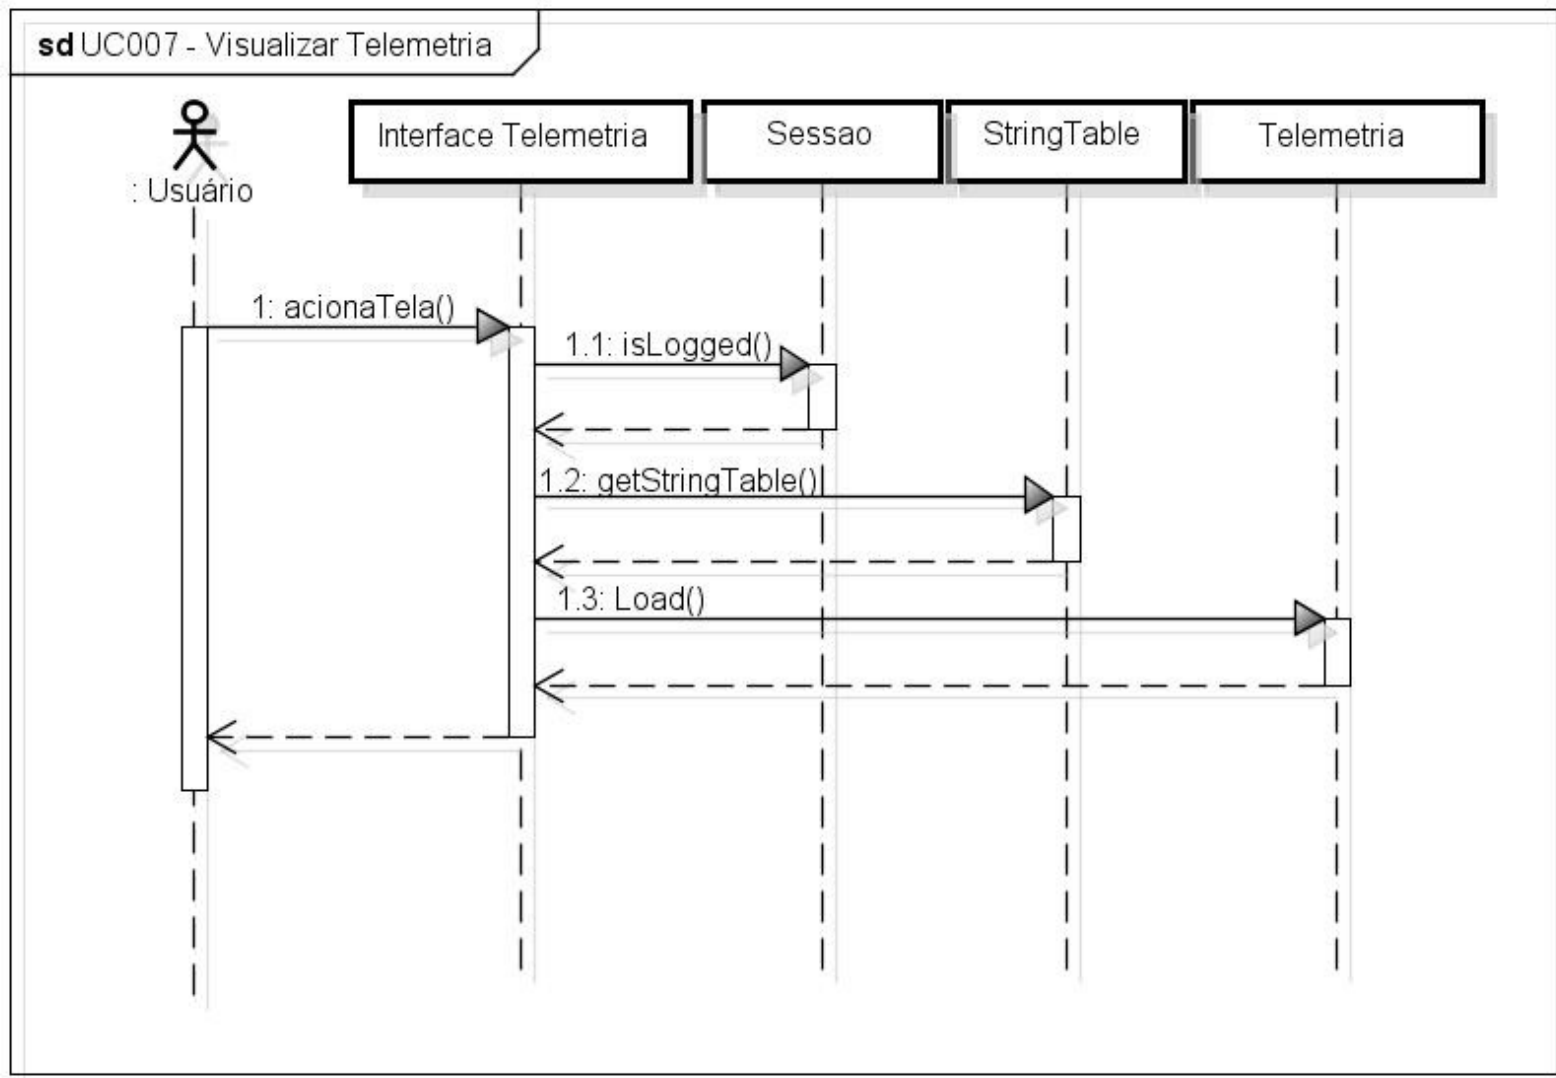 sd UC007 - Visualizar Telemetria
: Usuário
Interface Telemetria
Sessao
StringTable
Telemetria
1: acionaTela()
1.1: isLogged()
1.2: getStringTable()
1.3: Load()